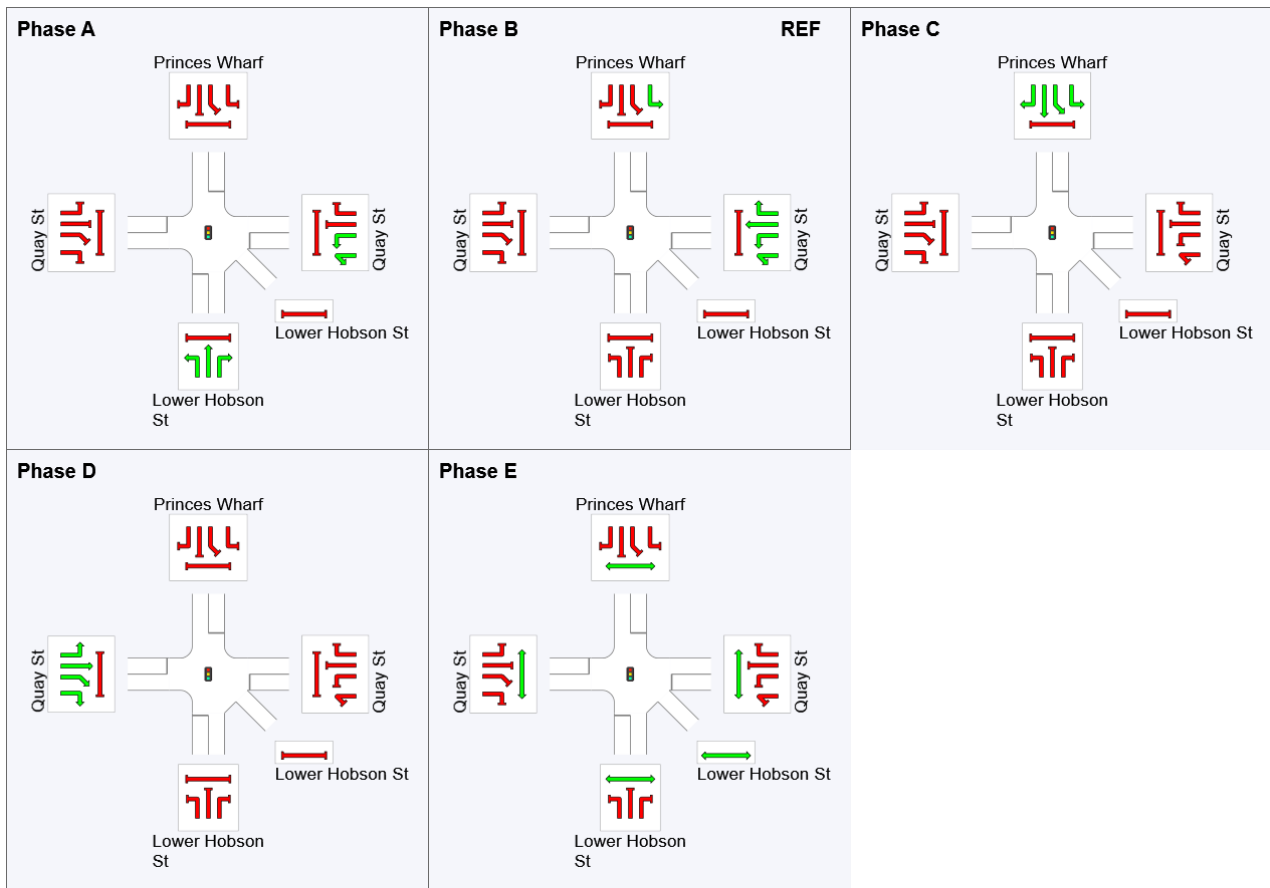 Phase A
Princes Wharf
Quay St
Quay St
Lower Hobson St
Lower Hobson
St
Phase B
REF
Princes Wharf
Quay St
Quay St
Lower Hobson St
Lower Hobson
St
Phase C
Princes Wharf
Quay St
Quay St
Lower Hobson St
Lower Hobson
St
Phase D
Princes Wharf
Quay St
Quay St
Lower Hobson St
Lower Hobson
St
Phase E
Princes Wharf
Quay St
Quay St
Lower Hobson St
Lower Hobson
St